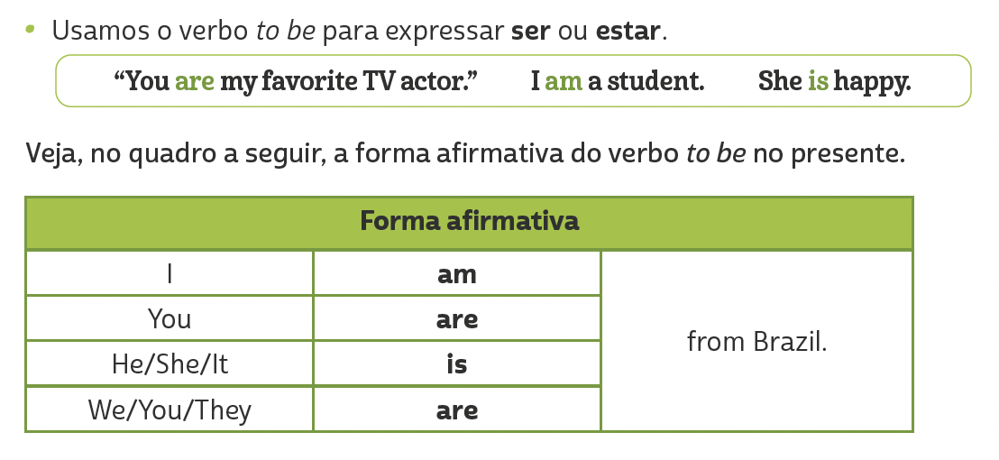 • Usamos o verbo to be para expressar ser ou estar.
“You are my favorite TV actor.” I am a student. She is happy.
Veja, no quadro a seguir, a forma afirmativa do verbo to be no presente.
Forma afirmativa
I am
You are
He/She/It is
from Brazil.
We/You/They are